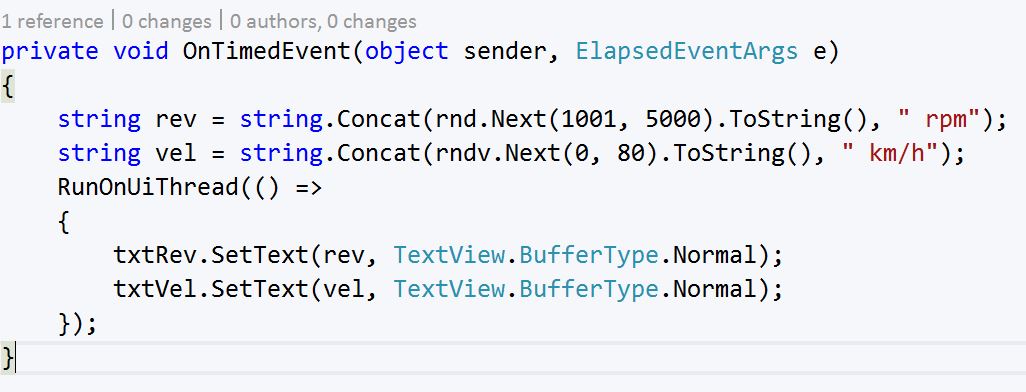 1 reference | 0 changes | 0 authors, 0 changes
private void OnTimedEvent(object sender, ElapsedEventArgs e)
{
    string rev = string.Concat(rnd.Next(1001, 5000).ToString(), " rpm");
    string vel = string.Concat(rndv.Next(0, 80).ToString(), " km/h");
    RunOnUiThread(() =>
    {
        txtRev.SetText(rev, TextView.BufferType.Normal);
        txtVel.SetText(vel, TextView.BufferType.Normal);
    });
}